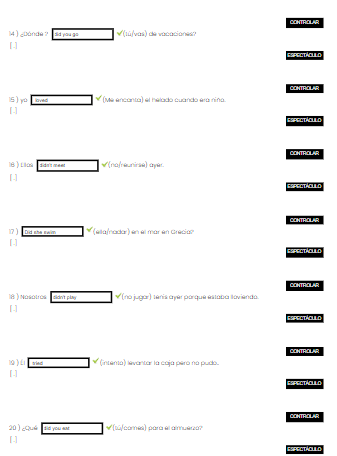 CONTROLAR
14 ) ¿Dónde ? did you go (tú/vas) de vacaciones?
[...]
ESPECTÁCULO
CONTROLAR
15 ) yo loved (Me encanta) el helado cuando era niño.
[...]
ESPECTÁCULO
CONTROLAR
16 ) Ellos didn't meet (no/reunirse) ayer.
[...]
ESPECTÁCULO
CONTROLAR
17 ) Did she swim (ella/nadar) en el mar en Grecia?
[...]
ESPECTÁCULO
CONTROLAR
18 ) Nosotros didn't play (no jugar) tenis ayer porque estaba lloviendo.
[...]
ESPECTÁCULO
CONTROLAR
19 ) Él tried (intento) levantar la caja pero no pudo.
[...]
ESPECTÁCULO
CONTROLAR
20 ) ¿Qué did you eat (tú/comes) para el almuerzo?
[...]
ESPECTÁCULO